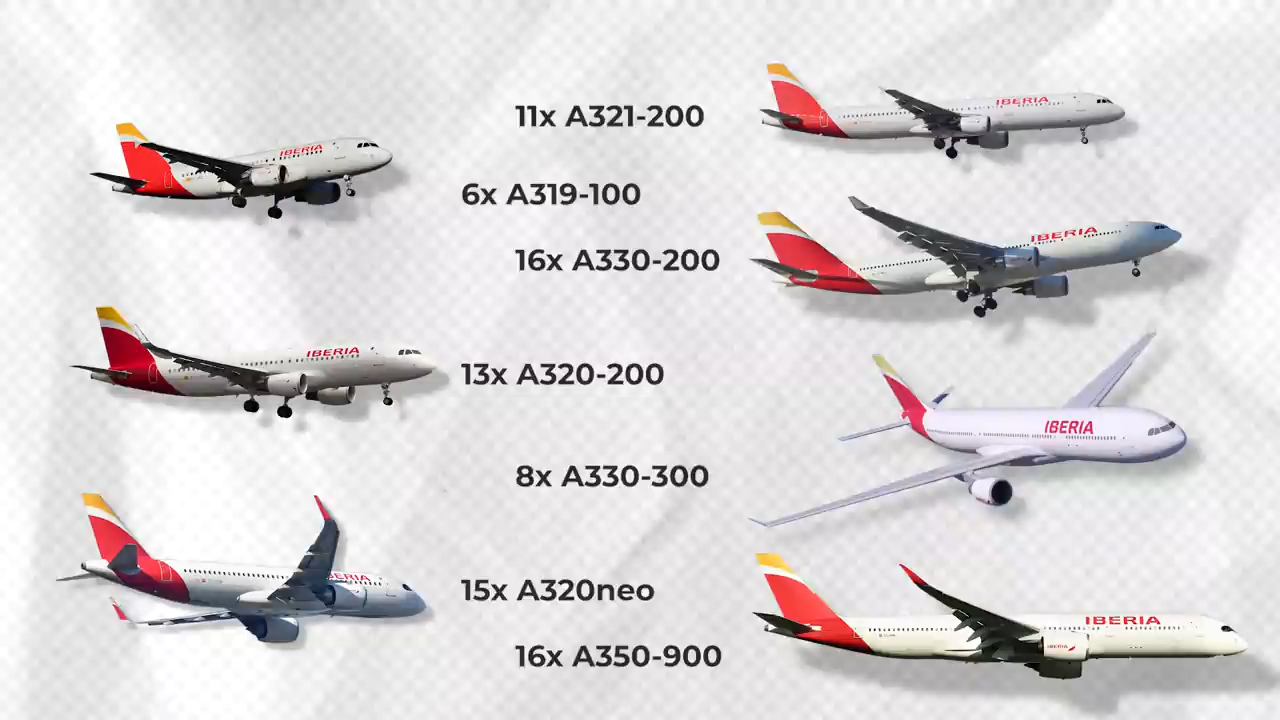 11x A321-200
IBERIA
IBERIA
6x A319-100
16x A330-200
IBERIA
13x A320-200
IBERIA
IBERIA
8x A330-300
15x A320neo
IBERIA
16x A350-900
IBERIA
IBERIA